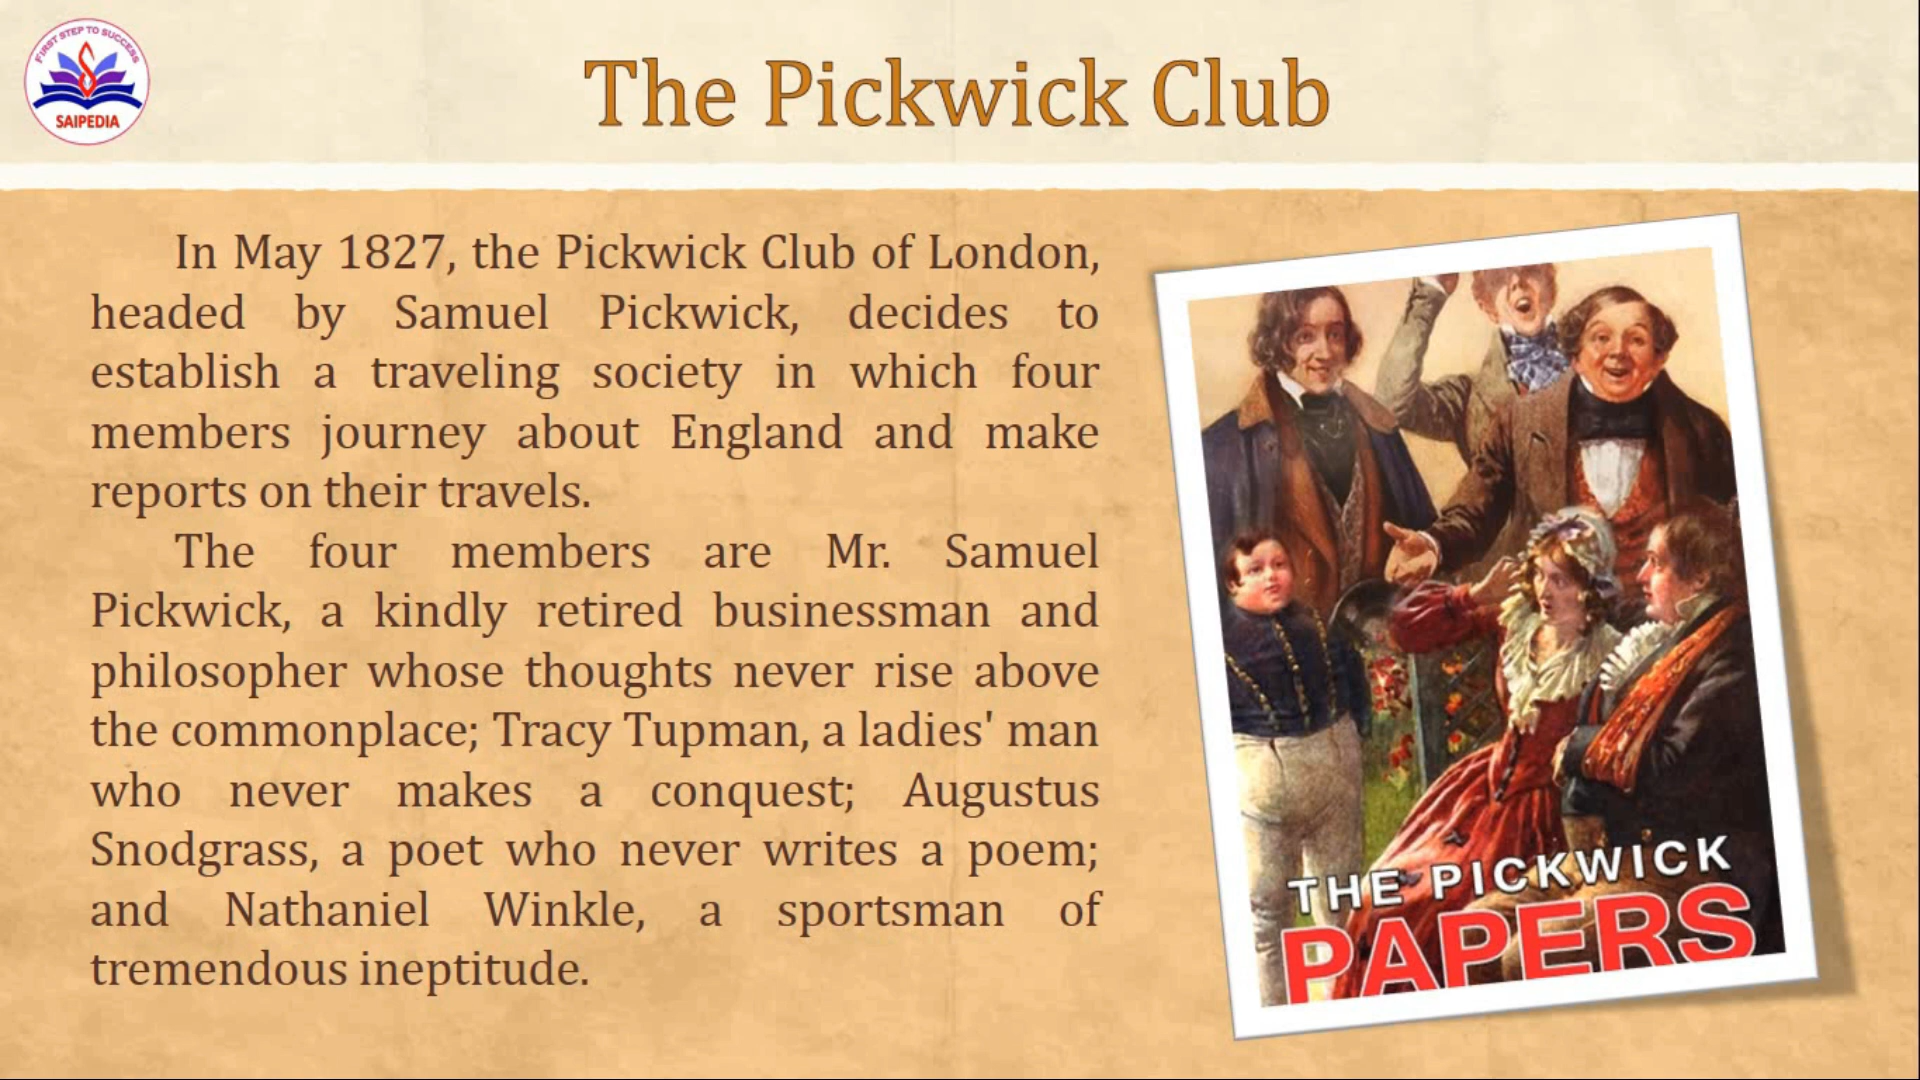 FIRST STEP TO SUCCESS
SAIPEDIA
The Pickwick Club
In May 1827, the Pickwick Club of London,
headed by Samuel Pickwick, decides to
establish a traveling society in which four
members journey about England and make
reports on their travels.
The four members are Mr. Samuel
Pickwick, a kindly retired businessman and
philosopher whose thoughts never rise above
the commonplace; Tracy Tupman, a ladies' man
who never makes a conquest; Augustus
Snodgrass, a poet who never writes a poem;
and Nathaniel Winkle, a sportsman of
tremendous ineptitude.
THE PICKWICK
PAPERS